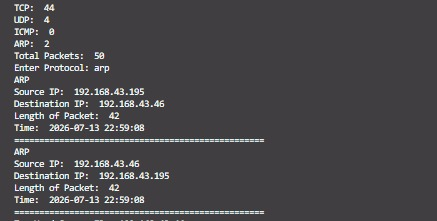 TCP:  44
UDP:  4
ICMP:  0
ARP:  2
Total Packets:  50
Enter Protocol: arp
ARP
Source IP:  192.168.43.195
Destination IP:  192.168.43.46
Length of Packet:  42
Time:  2026-07-13 22:59:08
==================================================
ARP
Source IP:  192.168.43.46
Destination IP:  192.168.43.195
Length of Packet:  42
Time:  2026-07-13 22:59:08
==================================================